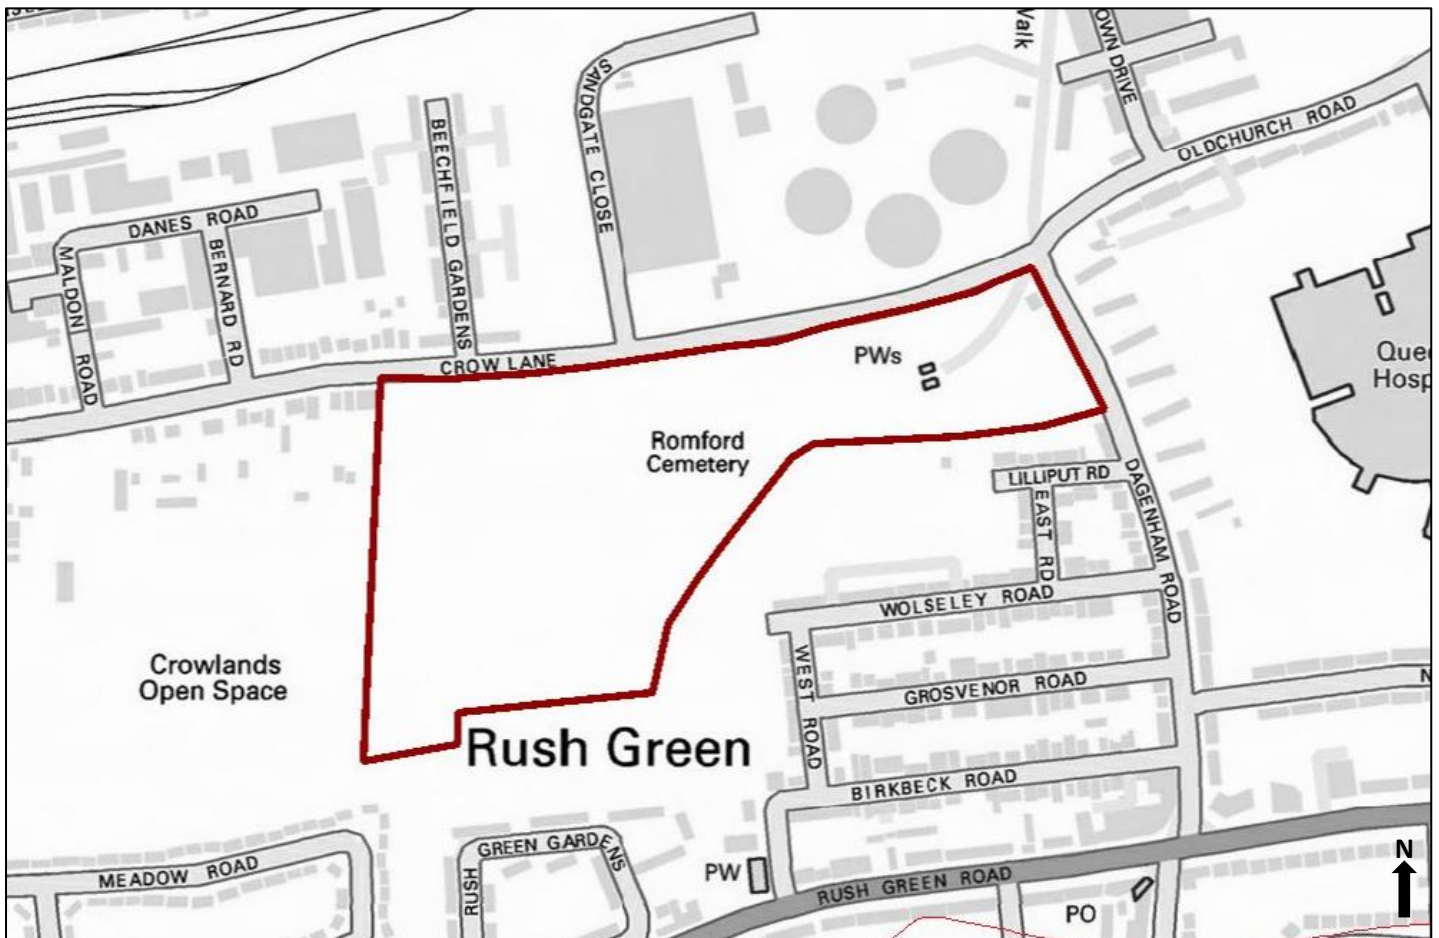 Walk
OWN DRIVE
SANDGATE CLOSE
OLDCHURCH ROAD
BEECHFIELD GARDENS
DANES ROAD
MALDON ROAD
BERNARD RD
CROW LANE
PWs
Quee
Hosp
Romford
Cemetery
LILLIPUT RD
EAST RD
DAGENHAM ROAD
WOLSELEY ROAD
Crowlands
Open Space
WEST ROAD
GROSVENOR ROAD
N
Rush Green
BIRKBECK ROAD
GREEN GARDENS
RUSH
MEADOW ROAD
PW
RUSH GREEN ROAD
PO
N